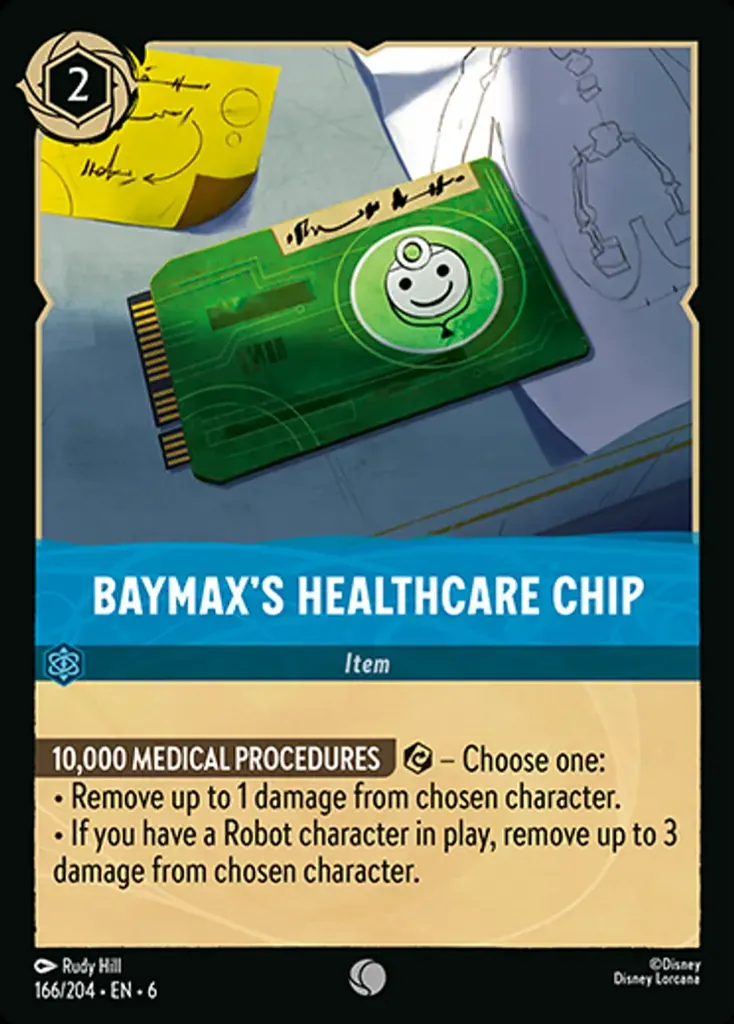 2
BAYMAX'S HEALTHCARE CHIP
Item
10,000 MEDICAL PROCEDURES – Choose one:
• Remove up to 1 damage from chosen character.
• If you have a Robot character in play, remove up to 3
damage from chosen character.
Rudy Hill
166/204 • EN • 6
©Disney
Disney Lorcana